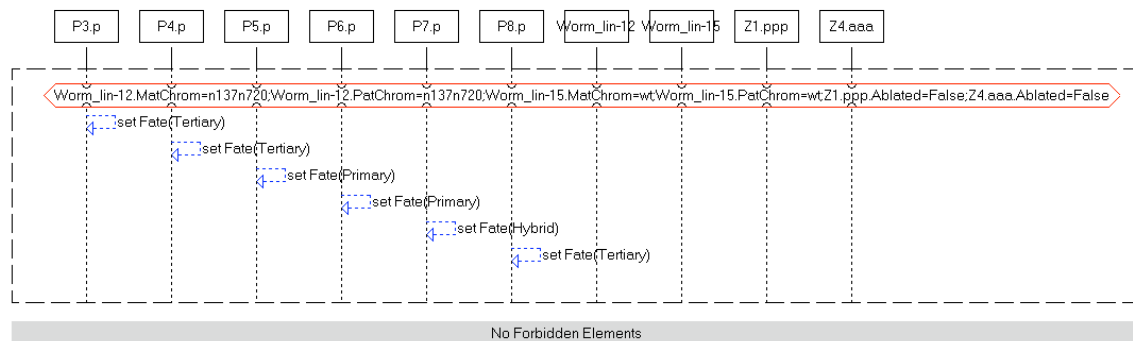 P3.p P4.p P5.p P6.p P7.p P8.p Worm_lin-12 Worm_lin-15 Z1.ppp Z4.aaa
Worm_lin-12.MatChrom=n137n720;Worm_lin-12.PatChrom=n137n720;Worm_lin-15.MatChrom=wt;Worm_lin-15.PatChrom=wt;Z1.ppp.Ablated=False;Z4.aaa.Ablated=False
set Fate(Tertiary)
set Fate(Tertiary)
set Fate(Primary)
set Fate(Primary)
set Fate(Hybrid)
set Fate(Tertiary)
No Forbidden Elements